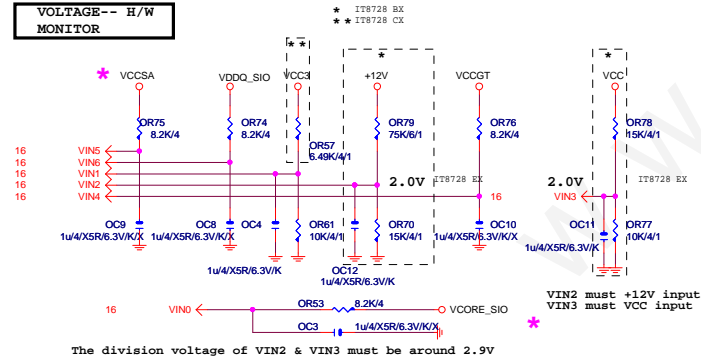 VOLTAGE-- H/W
MONITOR
* IT8728 BX
** IT8728 CX
* VCCSA
VDDQ_SIO
** VCC3
* +12V
VCCGT
* VCC
OR75
8.2K/4
OR74
8.2K/4
OR57
6.49K/4/1
OR79
75K/6/1
OR76
8.2K/4
OR78
15K/4/1
16 VIN5
16 VIN6
16 VIN1
16 VIN2
16 VIN4
2.0V
IT8728 EX
16
2.0V
VIN3
IT8728 EX
OC9
1u/4/X5R/6.3V/K/X
OC8
1u/4/X5R/6.3V/K/X
OC4
1u/4/X5R/6.3V/K
OR61
10K/4/1
OC12
1u/4/X5R/6.3V/K
OR70
15K/4/1
OC10
1u/4/X5R/6.3V/K/X
OC11
1u/4/X5R/6.3V/K
OR77
10K/4/1
VIN2 must +12V input
VIN3 must VCC input
*
16 VIN0
OR53 8.2K/4
VCORE_SIO
OC3 1u/4/X5R/6.3V/K/X
The division voltage of VIN2 & VIN3 must be around 2.9V